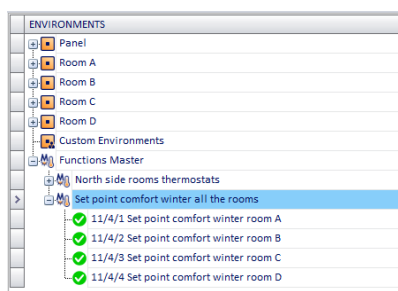 ENVIRONMENTS
Panel
Room A
Room B
Room C
Room D
Custom Environments
Functions Master
North side rooms thermostats
Set point comfort winter all the rooms
11/4/1 Set point comfort winter room A
11/4/2 Set point comfort winter room B
11/4/3 Set point comfort winter room C
11/4/4 Set point comfort winter room D